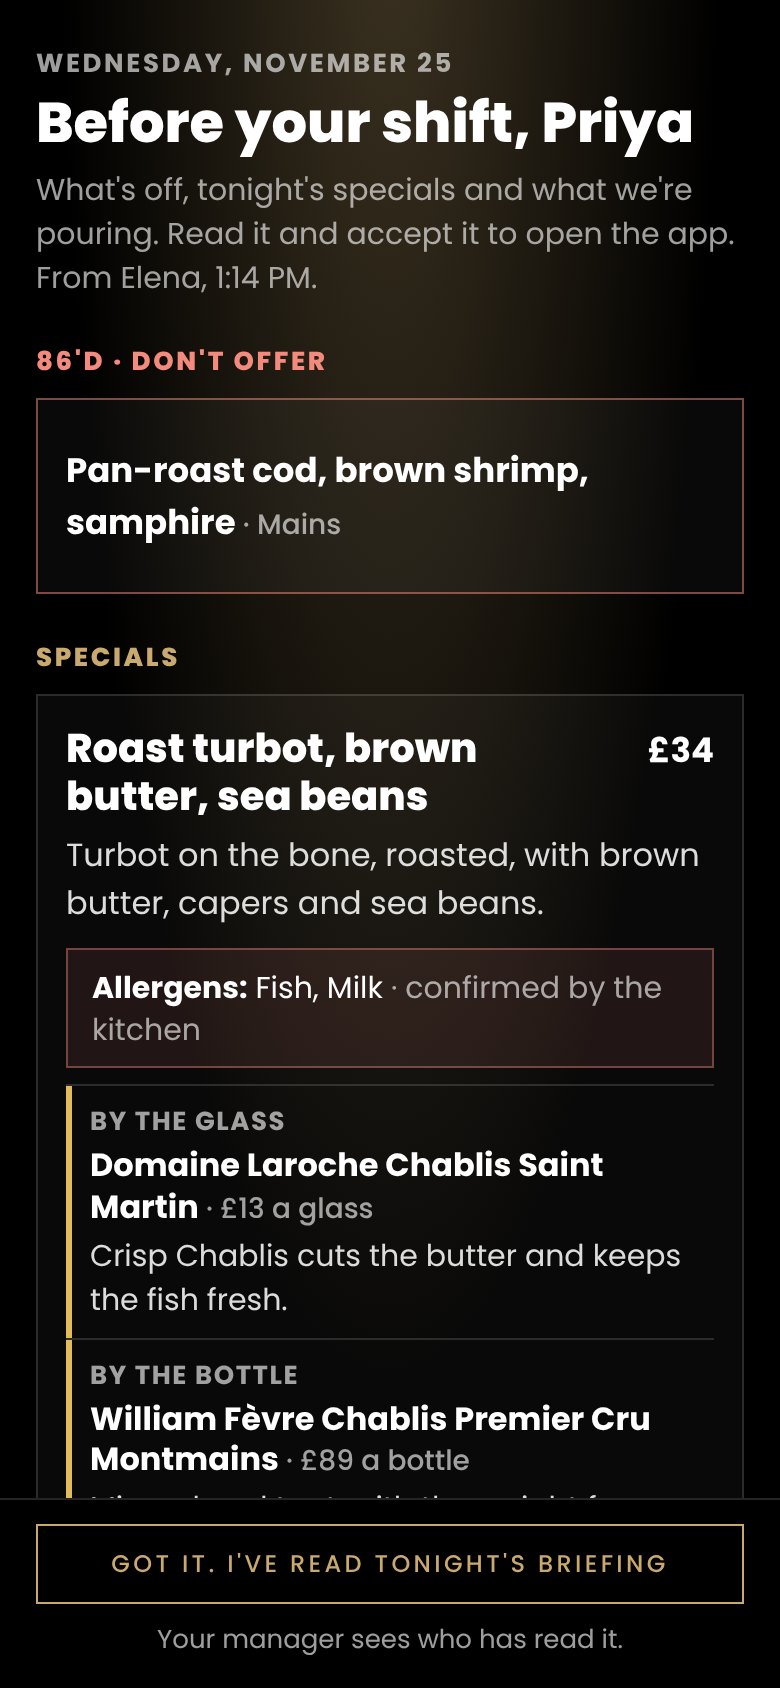 WEDNESDAY, NOVEMBER 25
Before your shift, Priya
What's off, tonight's specials and what we're
pouring. Read it and accept it to open the app.
From Elena, 1:14 PM.
86'D · DON'T OFFER
Pan-roast cod, brown shrimp,
samphire · Mains
SPECIALS
Roast turbot, brown £34
butter, sea beans
Turbot on the bone, roasted, with brown
butter, capers and sea beans.
Allergens: Fish, Milk · confirmed by the
kitchen
BY THE GLASS
Domaine Laroche Chablis Saint
Martin · £13 a glass
Crisp Chablis cuts the butter and keeps
the fish fresh.
BY THE BOTTLE
William Fèvre Chablis Premier Cru
Montmains · £89 a bottle
GOT IT. I'VE READ TONIGHT'S BRIEFING
Your manager sees who has read it.